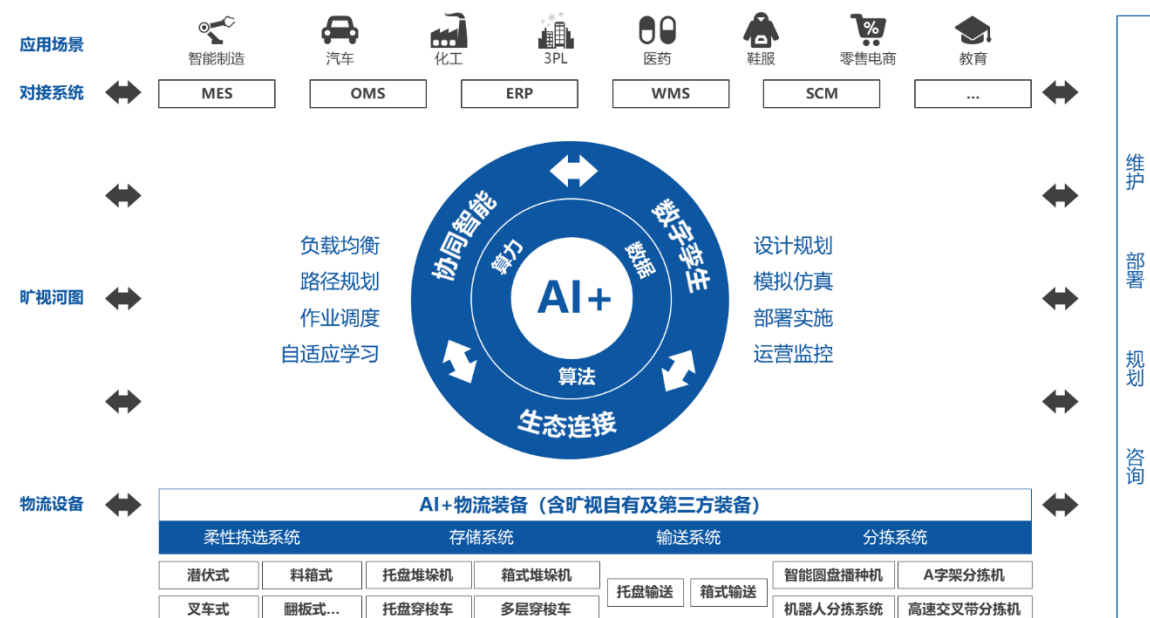 应用场景
智能制造
汽车
化工
3PL
医药
鞋服
%
零售电商
教育
对接系统
MES
OMS
ERP
WMS
SCM
...
旷视河图
负载均衡
路径规划
作业调度
自适应学习
协同智能
数字孪生
生态连接
算力
数据
算法
AI+
设计规划
模拟仿真
部署实施
运营监控
物流设备
AI+物流装备（含旷视自有及第三方装备）
柔性拣选系统
存储系统
输送系统
分拣系统
潜伏式
料箱式
托盘堆垛机
箱式堆垛机
托盘输送
箱式输送
智能圆盘播种机
A字架分拣机
叉车式
翻板式...
托盘穿梭车
多层穿梭车
机器人分拣系统
高速交叉带分拣机
维护
部署
规划
咨询